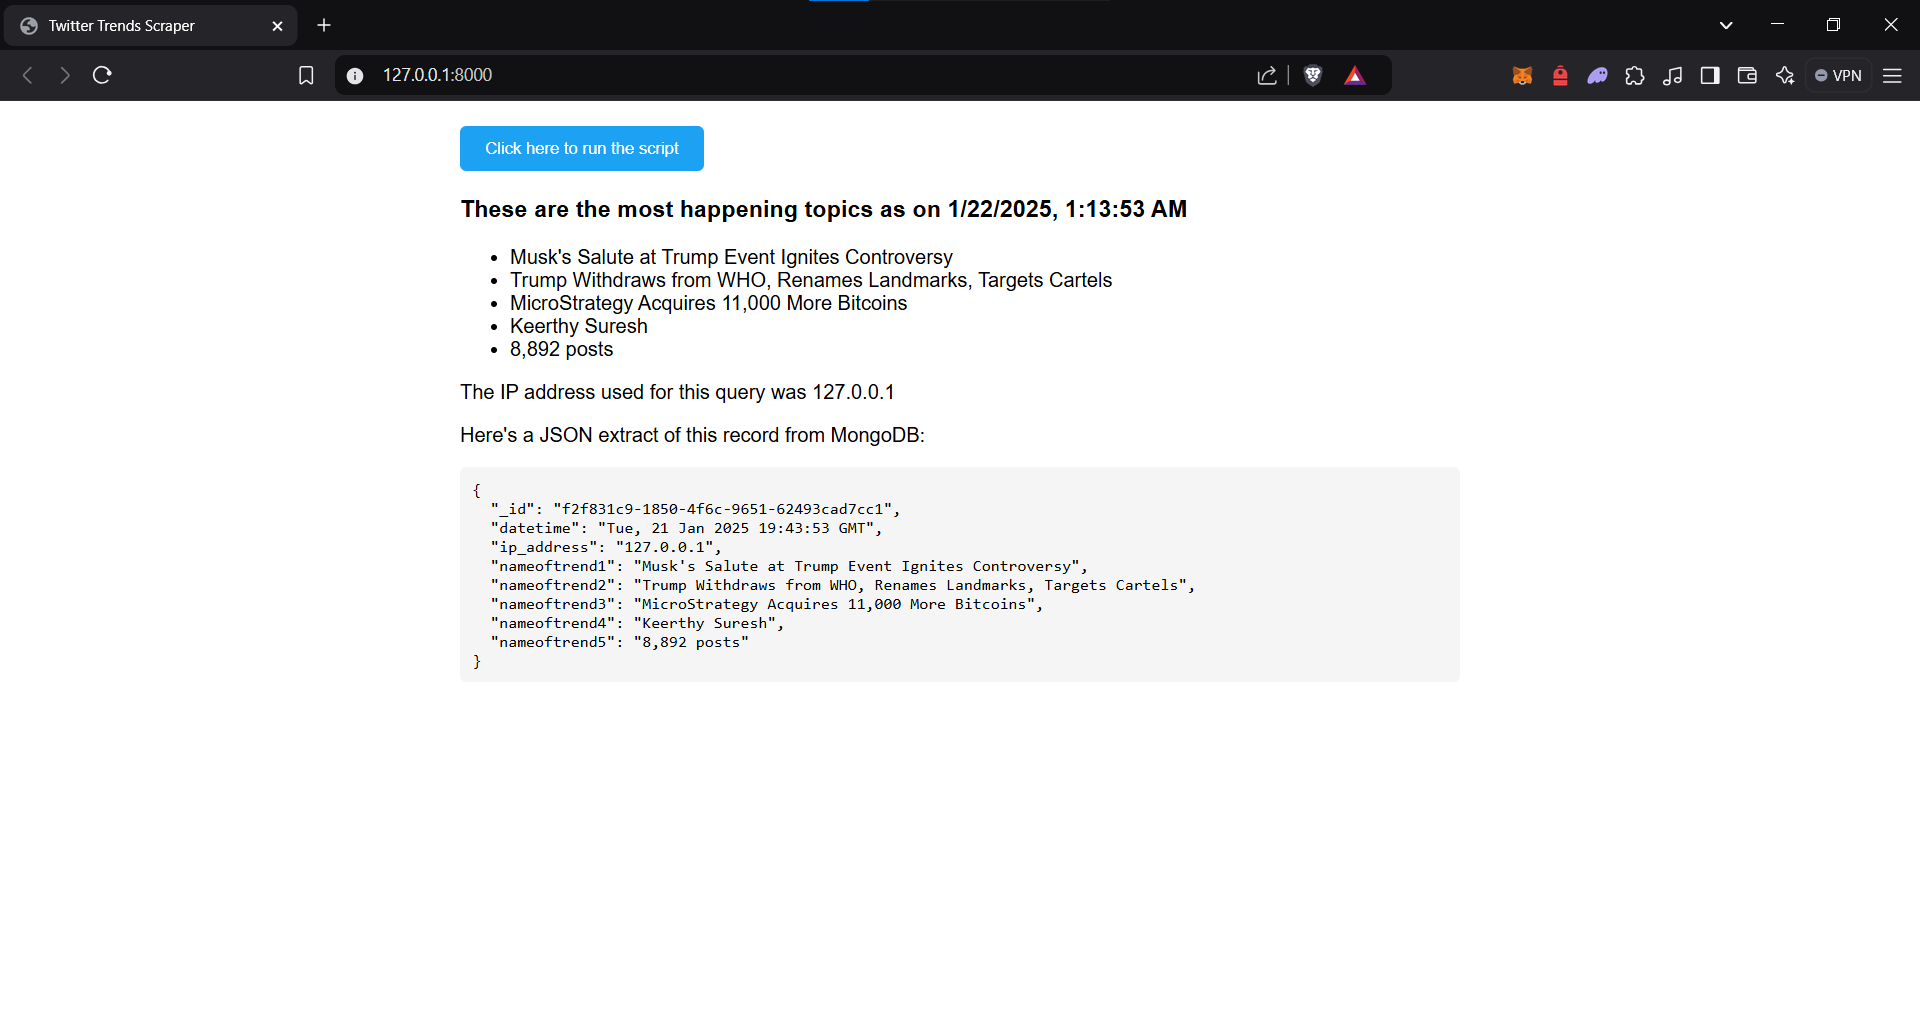 Twitter Trends Scraper
127.0.0.1:8000
VPN
Click here to run the script
These are the most happening topics as on 1/22/2025, 1:13:53 AM
• Musk's Salute at Trump Event Ignites Controversy
• Trump Withdraws from WHO, Renames Landmarks, Targets Cartels
• MicroStrategy Acquires 11,000 More Bitcoins
• Keerthy Suresh
• 8,892 posts
The IP address used for this query was 127.0.0.1
Here's a JSON extract of this record from MongoDB:
{
  "_id": "f2f831c9-1850-4f6c-9651-62493cad7cc1",
  "datetime": "Tue, 21 Jan 2025 19:43:53 GMT",
  "ip_address": "127.0.0.1",
  "nameoftrend1": "Musk's Salute at Trump Event Ignites Controversy",
  "nameoftrend2": "Trump Withdraws from WHO, Renames Landmarks, Targets Cartels",
  "nameoftrend3": "MicroStrategy Acquires 11,000 More Bitcoins",
  "nameoftrend4": "Keerthy Suresh",
  "nameoftrend5": "8,892 posts"
}